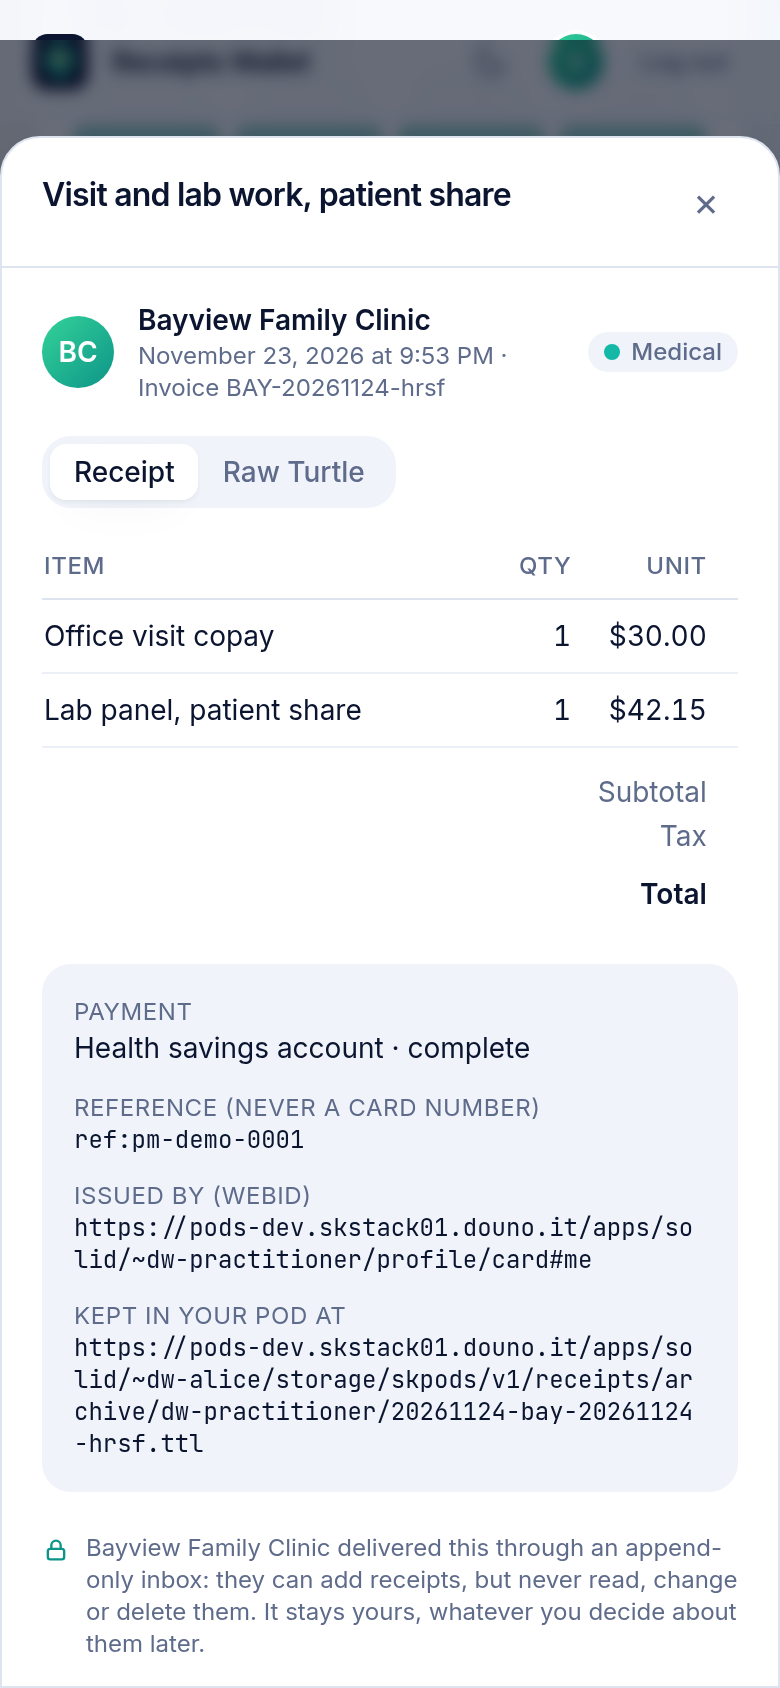 Receipts Wallet
Log out
Visit and lab work, patient share
×
BC
Bayview Family Clinic
November 23, 2026 at 9:53 PM ·
Invoice BAY-20261124-hrsf
Medical
Receipt
Raw Turtle
ITEM QTY UNIT
Office visit copay 1 $30.00
Lab panel, patient share 1 $42.15
Subtotal
Tax
Total
PAYMENT
Health savings account · complete
REFERENCE (NEVER A CARD NUMBER)
ref:pm-demo-0001
ISSUED BY (WEBID)
https://pods-dev.skstack01.douno.it/apps/so
lid/~dw-practitioner/profile/card#me
KEPT IN YOUR POD AT
https://pods-dev.skstack01.douno.it/apps/so
lid/~dw-alice/storage/skpods/v1/receipts/ar
chive/dw-practitioner/20261124-bay-20261124
-hrsf.ttl
Bayview Family Clinic delivered this through an append-
only inbox: they can add receipts, but never read, change
or delete them. It stays yours, whatever you decide about
them later.